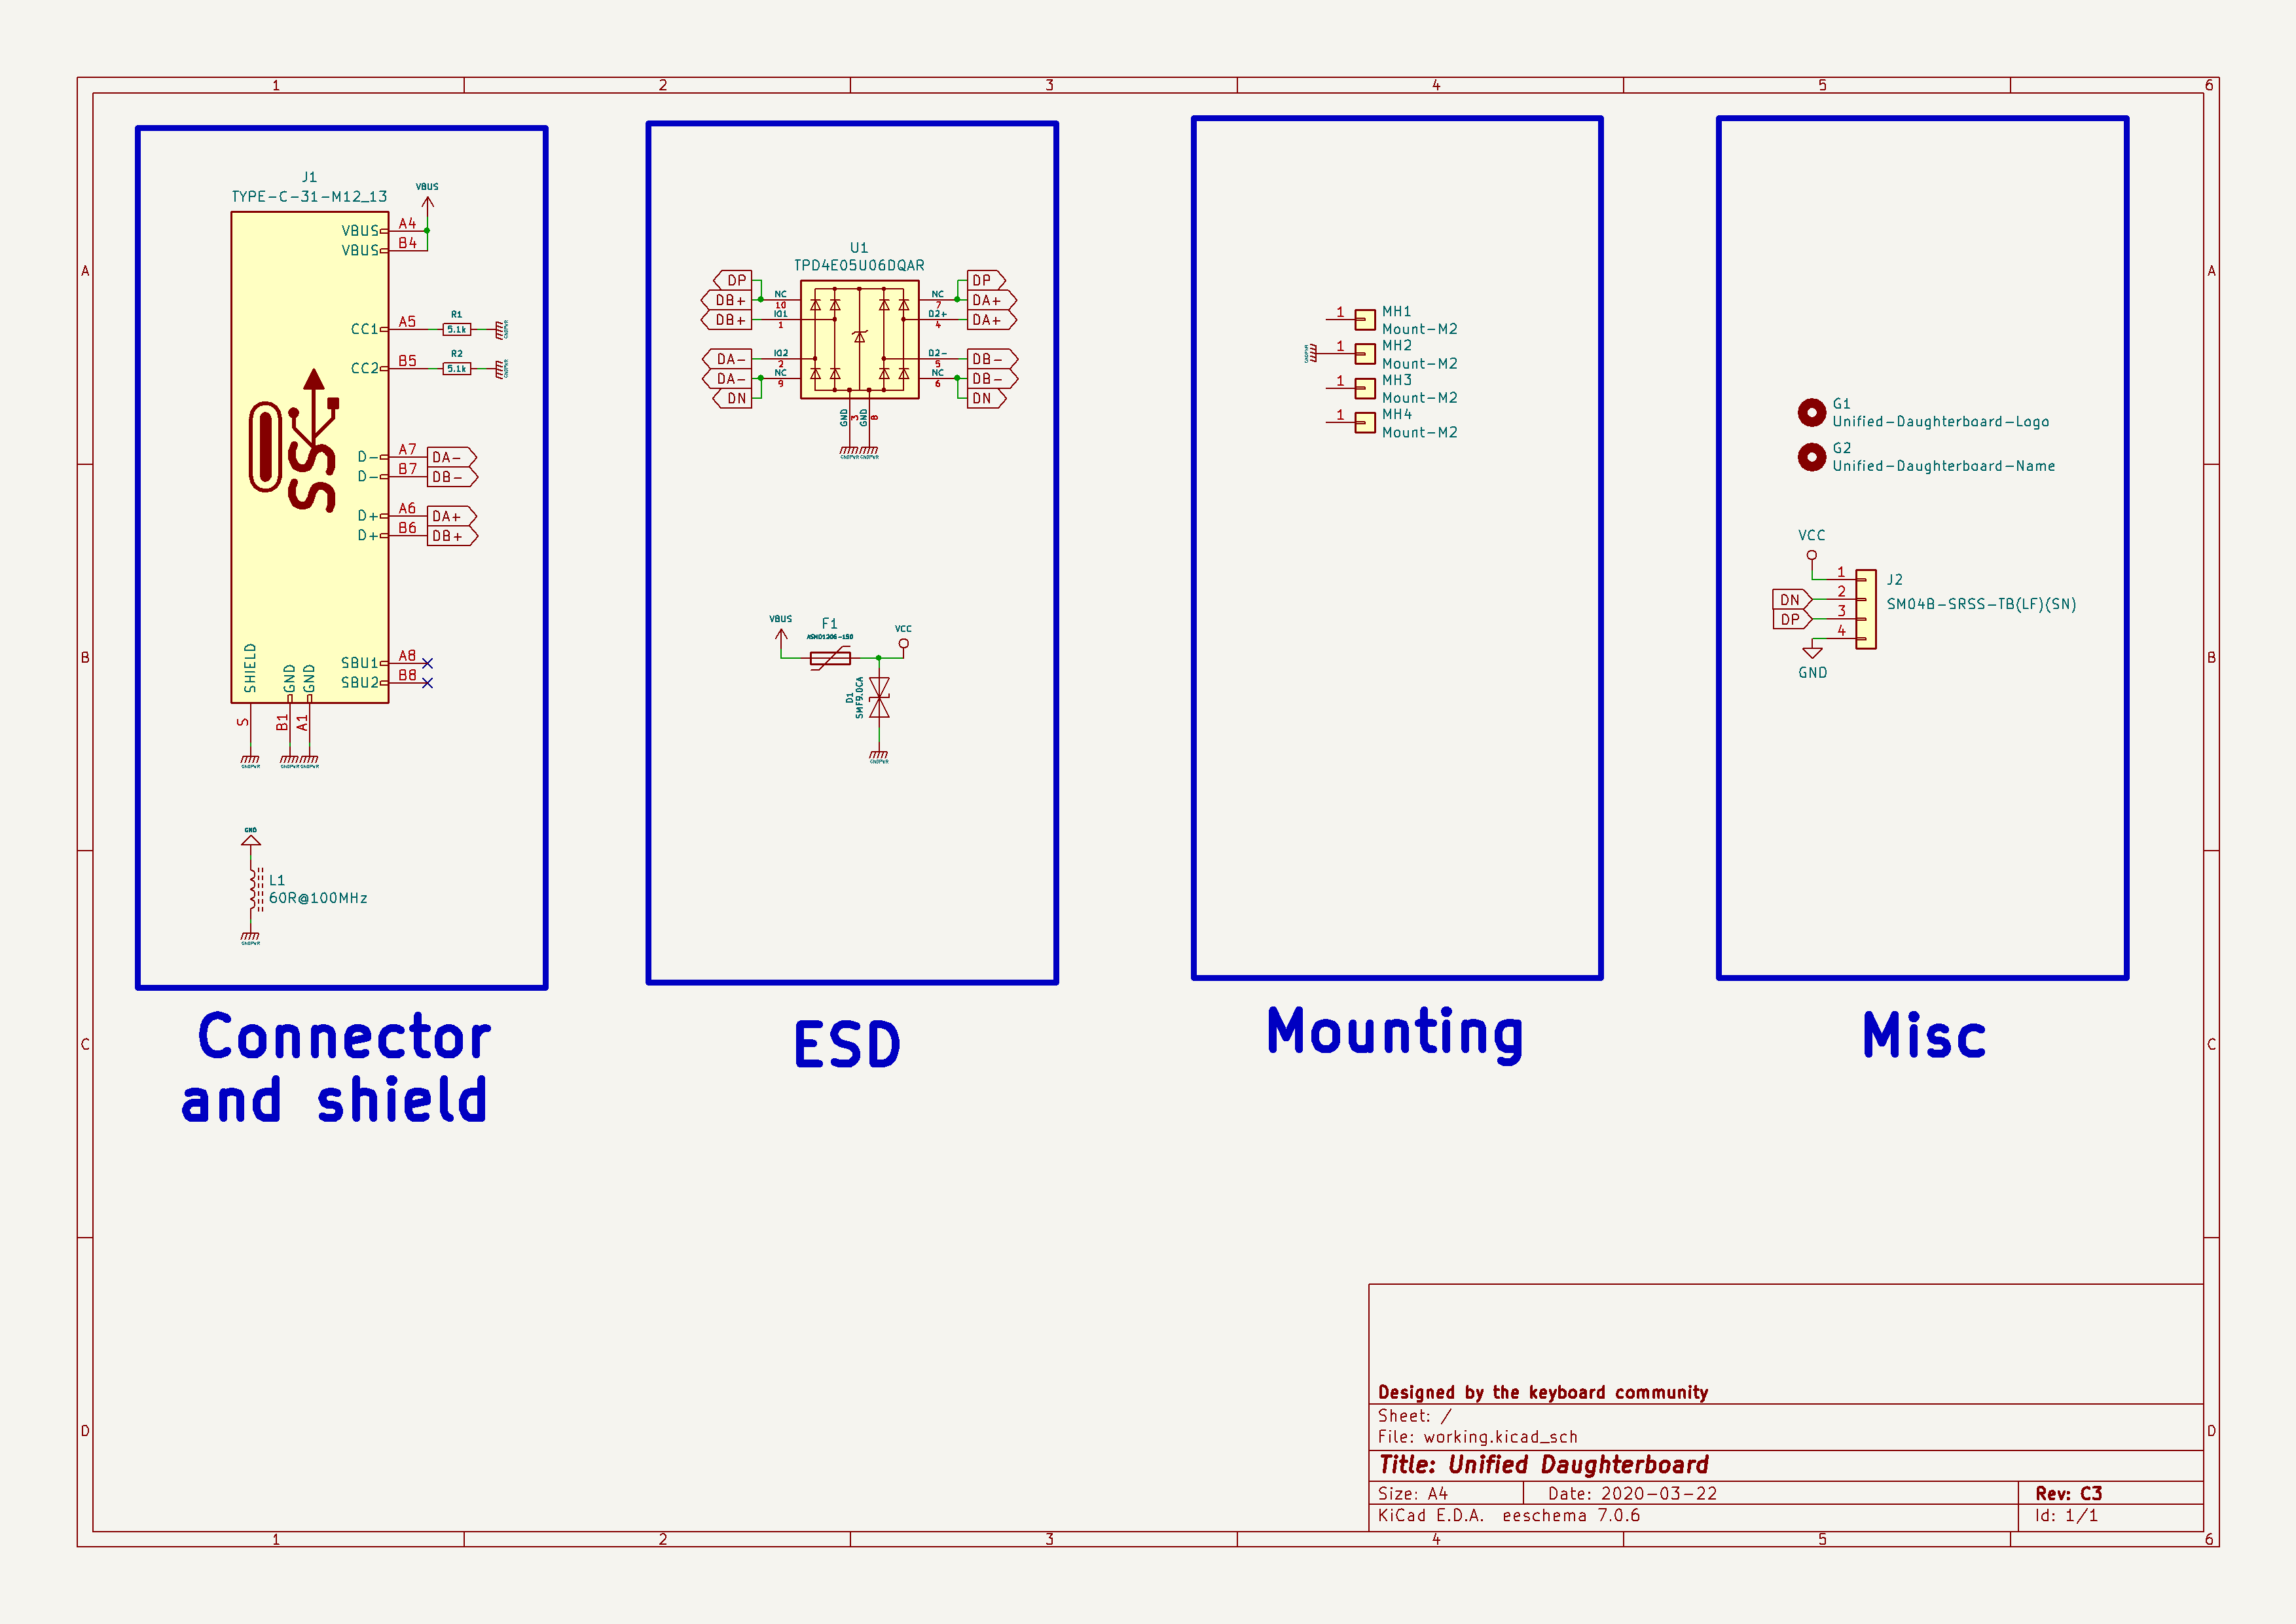 1 2 3 4 5 6
A
B
C
D
A
B
C
D
J1
TYPE-C-31-M12_13
VBUS
VBUS A4
VBUS B4
CC1 A5 R1 5.1k GNDPWR
CC2 B5 R2 5.1k GNDPWR
SS
D- A7 DA-
D- B7 DB-
D+ A6 DA+
D+ B6 DB+
SBU1 A8
SBU2 B8
SHIELD GND GND
S B1 A1
GNDPWR GNDPWR GNDPWR
GND
L1
60R@100MHz
GNDPWR
Connector
and shield
U1
TPD4E05U06DQAR
DP DP
DB+ NC 10 NC 7 DA+
DB+ IO1 1 D2+ 4 DA+
DA- IO2 2 D2- 5 DB-
DA- NC 9 NC 6 DB-
DN DN
GND 3 GND 8
GNDPWR GNDPWR
VBUS
F1
ASMD1206-150
VCC
D1
SMF9.0CA
GNDPWR
ESD
1 MH1
Mount-M2
GNDPWR 1 MH2
Mount-M2
1 MH3
Mount-M2
1 MH4
Mount-M2
Mounting
G1
Unified-Daughterboard-Logo
G2
Unified-Daughterboard-Name
VCC
1 J2
DN 2 SM04B-SRSS-TB(LF)(SN)
DP 3
4
GND
Misc
Designed by the keyboard community
Sheet: /
File: working.kicad_sch
Title: Unified Daughterboard
Size: A4 Date: 2020-03-22 Rev: C3
KiCad E.D.A. eeschema 7.0.6 Id: 1/1
1 2 3 4 5 6